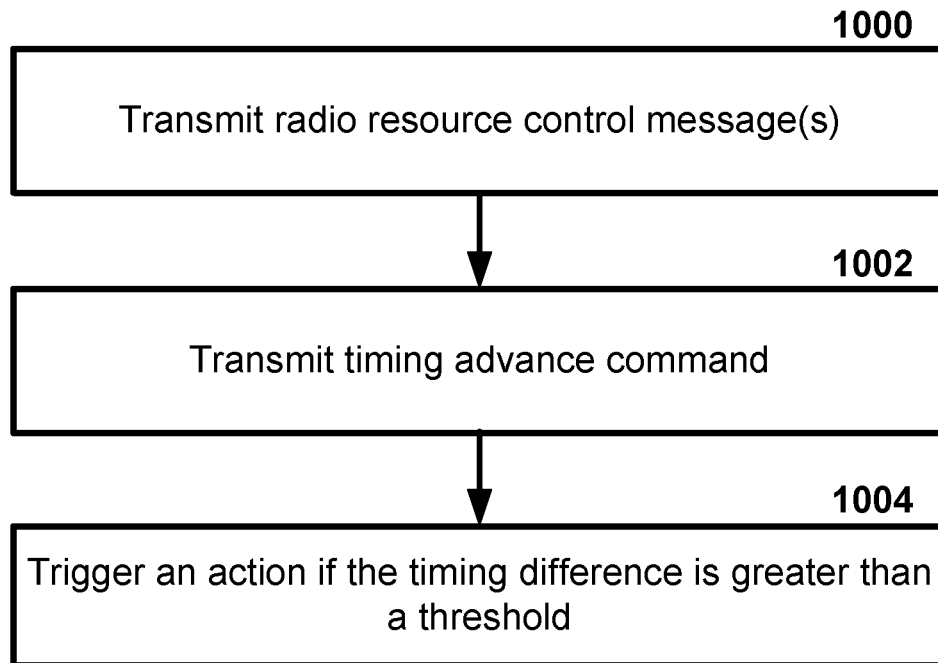 1000
Transmit radio resource control message(s)
1002
Transmit timing advance command
1004
Trigger an action if the timing difference is greater than
a threshold